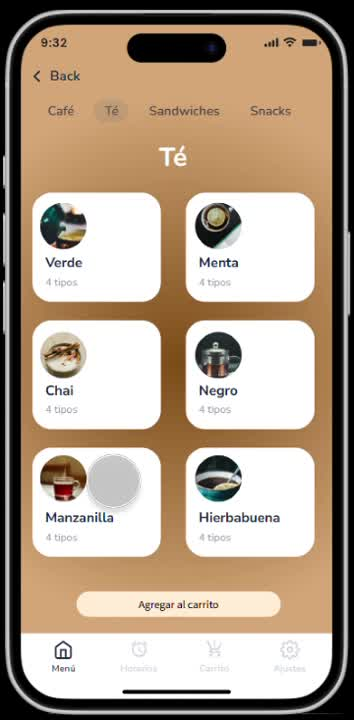 9:32
Back
Café Té Sandwiches Snacks
Té
Verde
4 tipos
Menta
4 tipos
Chai
4 tipos
Negro
4 tipos
Manzanilla
4 tipos
Hierbabuena
4 tipos
Agregar al carrito
Menú Horarios Carrito Ajustes